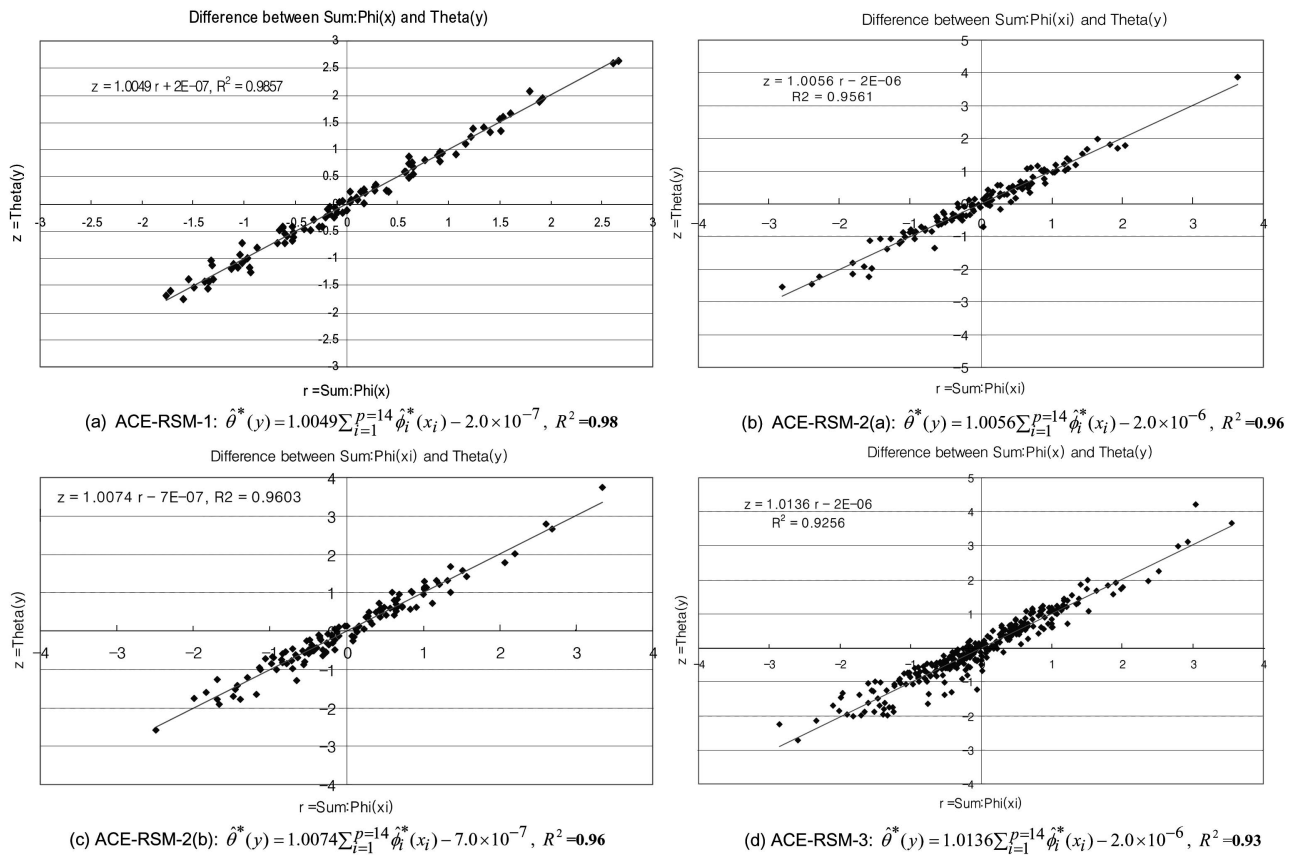 Difference between Sum:Phi(x) and Theta(y)
z = 1.0049 r + 2E-07, R² = 0.9857
3
2.5
2
1.5
1
0.5
0
-0.5
-1
-1.5
-2
-2.5
-3
-3 -2.5 -2 -1.5 -1 -0.5 0 0.5 1 1.5 2 2.5 3
z =Theta(y)
r =Sum:Phi(x)
(a) ACE-RSM-1: θ̂*(y) = 1.0049∑_{i=1}^{p=14} ϕ̂_i*(x_i) − 2.0×10⁻⁷, R²=0.98
Difference between Sum:Phi(xi) and Theta(y)
z = 1.0056 r − 2E−06
R2 = 0.9561
5
4
3
2
1
0
−1
−2
−3
−4
−5
−4 −3 −2 −1 0 1 2 3 4
z =Theta(y)
r =Sum:Phi(xi)
(b) ACE-RSM-2(a): θ̂*(y) = 1.0056∑_{i=1}^{p=14} ϕ̂_i*(x_i) − 2.0×10⁻⁶, R²=0.96
Difference between Sum:Phi(xi) and Theta(y)
z = 1.0074 r − 7E−07, R2 = 0.9603
4
3
2
1
0
−1
−2
−3
−4
−4 −3 −2 −1 0 1 2 3 4
z =Theta(y)
r =Sum:Phi(xi)
(c) ACE-RSM-2(b): θ̂*(y) = 1.0074∑_{i=1}^{p=14} ϕ̂_i*(x_i) − 7.0×10⁻⁷, R²=0.96
Difference between Sum:Phi(x) and Theta(y)
z = 1.0136 r − 2E−06
R² = 0.9256
5
4
3
2
1
0
−1
−2
−3
−4
−4 −3 −2 −1 0 1 2 3 4
z =Theta(y)
r =Sum:Phi(xi)
(d) ACE-RSM-3: θ̂*(y) = 1.0136∑_{i=1}^{p=14} ϕ̂_i*(x_i) − 2.0×10⁻⁶, R²=0.93